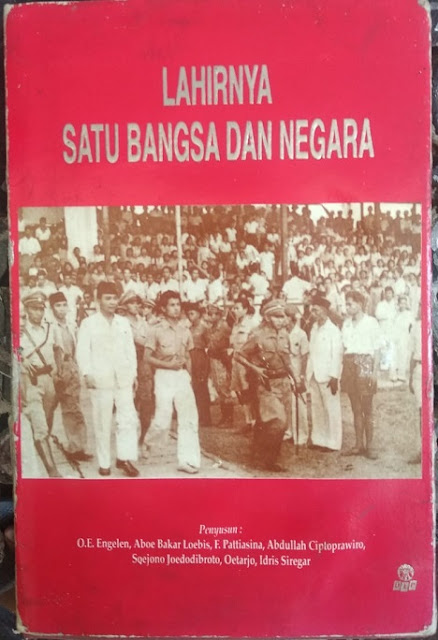 LAHIRNYA
SATU BANGSA DAN NEGARA
Penyusun :
O.E. Engelen, Aboe Bakar Loebis, F. Pattiasina, Abdullah Ciptoprawiro,
Soejono Joedodibroto, Oetarjo, Idris Siregar